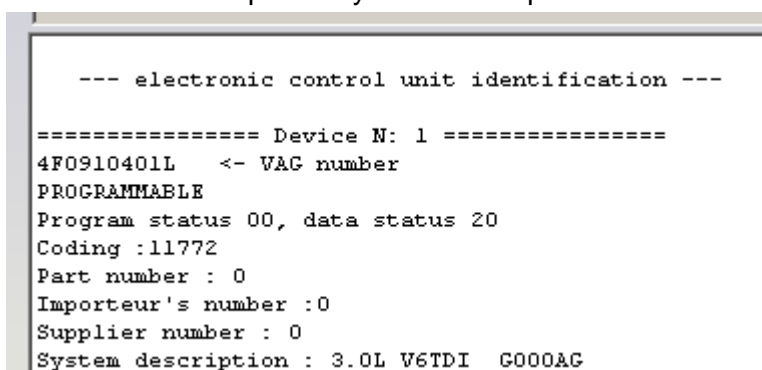 --- electronic control unit identification ---
================ Device N: 1 ================
4F0910401L <- VAG number
PROGRAMMABLE
Program status 00, data status 20
Coding :11772
Part number : 0
Importeur's number :0
Supplier number : 0
System description : 3.0L V6TDI G000AG